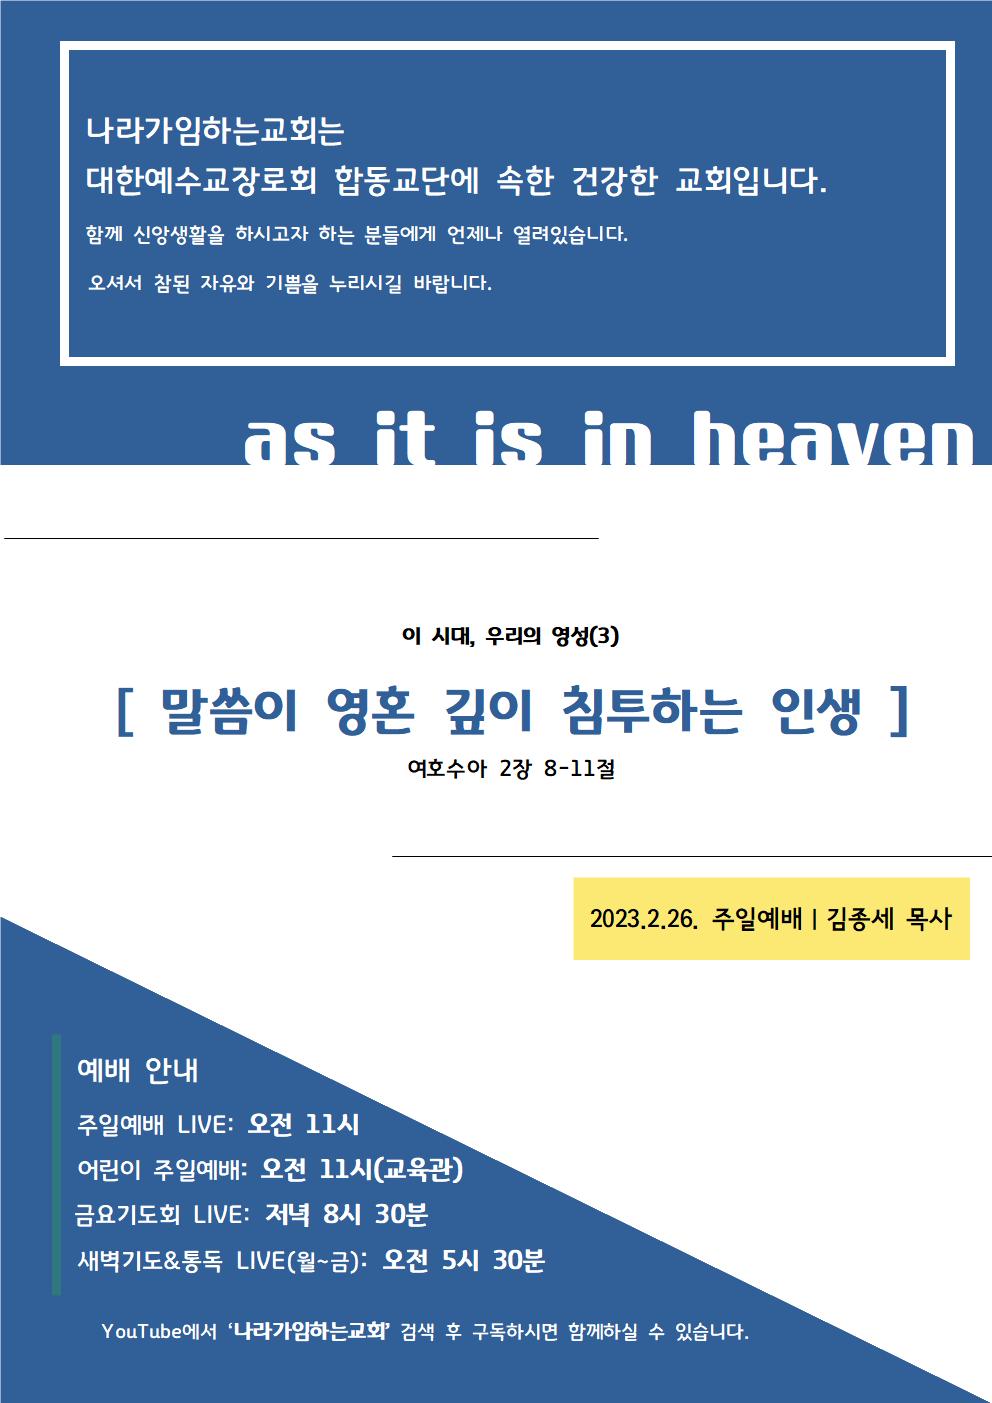 나라가임하는교회는
대한예수교장로회 합동교단에 속한 건강한 교회입니다.
함께 신앙생활을 하시고자 하는 분들에게 언제나 열려있습니다.
오셔서 참된 자유와 기쁨을 누리시길 바랍니다.
as it is in heaven
이 시대, 우리의 영성(3)
[ 말씀이 영혼 깊이 침투하는 인생 ]
여호수아 2장 8-11절
2023.2.26. 주일예배 | 김종세 목사
예배 안내
주일예배 LIVE: 오전 11시
어린이 주일예배: 오전 11시(교육관)
금요기도회 LIVE: 저녁 8시 30분
새벽기도&통독 LIVE(월~금): 오전 5시 30분
YouTube에서 ‘나라가임하는교회’ 검색 후 구독하시면 함께하실 수 있습니다.